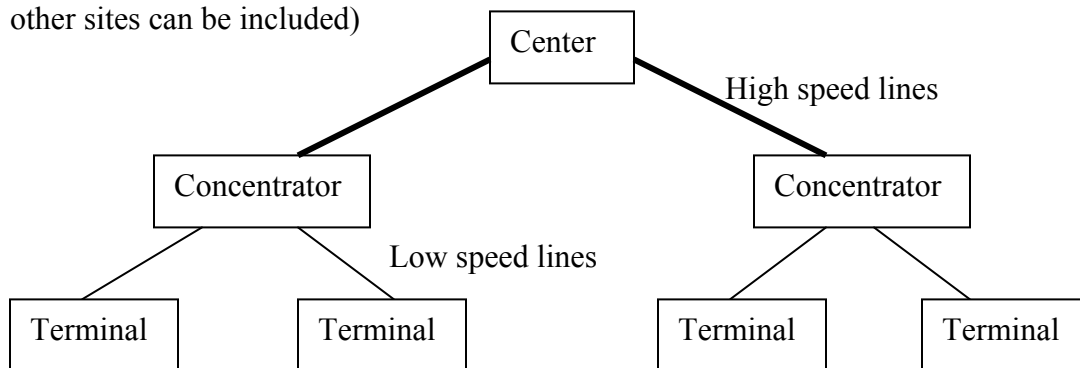 other sites can be included)
Center
High speed lines
Concentrator
Concentrator
Low speed lines
Terminal
Terminal
Terminal
Terminal